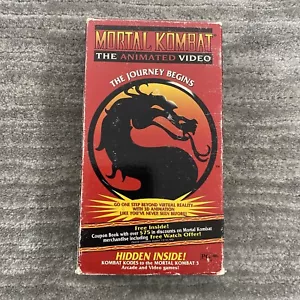 MORTAL KOMBAT
THE ANIMATED VIDEO
THE JOURNEY BEGINS
GO ONE STEP BEYOND VIRTUAL REALITY
WITH 3D ANIMATION
LIKE YOU'VE NEVER SEEN BEFORE!
Free Inside!
Coupon Book with over $75 in discounts on Mortal Kombat
merchandise including Free Watch Offer!
HIDDEN INSIDE!
KOMBAT KODES to the MORTAL KOMBAT 3
Arcade and Video games!